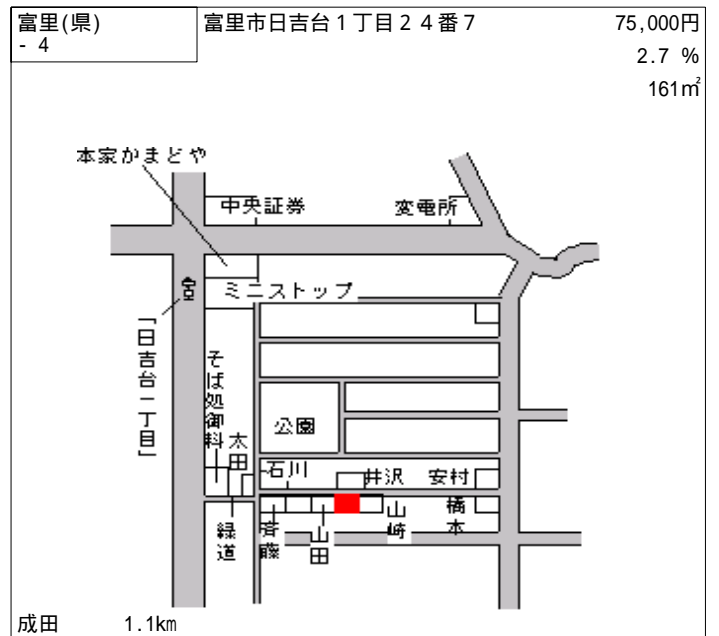 富里(県)
- 4
富里市日吉台１丁目２４番７
75,000円
2.7 %
161㎡
本家かまどや
中央証券
変電所
ミニストップ
「日吉台一丁目」
そば処御料
太田
公園
石川
井沢
安村
緑道
斉藤
山田
山崎
橋本
成田 1.1km